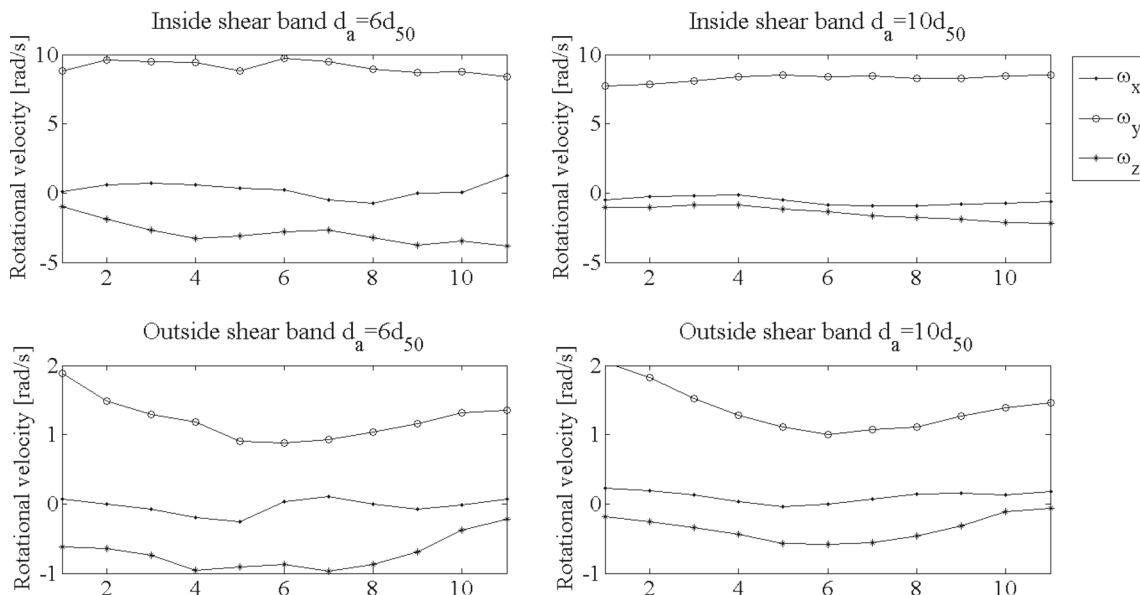 Inside shear band d_a=6d_50
Rotational velocity [rad/s]
10
5
0
-5
2 4 6 8 10
Inside shear band d_a=10d_50
Rotational velocity [rad/s]
10
5
0
-5
2 4 6 8 10
ω_x
ω_y
ω_z
Outside shear band d_a=6d_50
Rotational velocity [rad/s]
2
1
0
-1
2 4 6 8 10
Outside shear band d_a=10d_50
Rotational velocity [rad/s]
2
1
0
-1
2 4 6 8 10